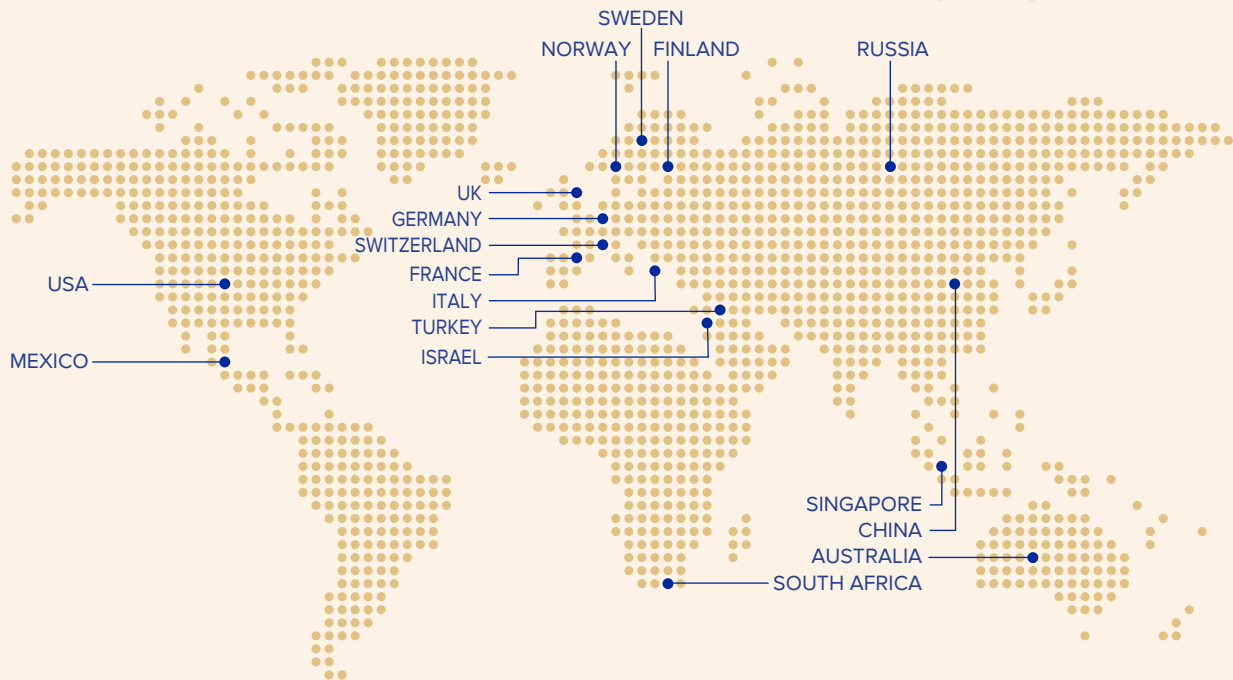 SWEDEN
NORWAY FINLAND RUSSIA
UK
GERMANY
SWITZERLAND
FRANCE
USA
ITALY
TURKEY
ISRAEL
MEXICO
SINGAPORE
CHINA
AUSTRALIA
SOUTH AFRICA